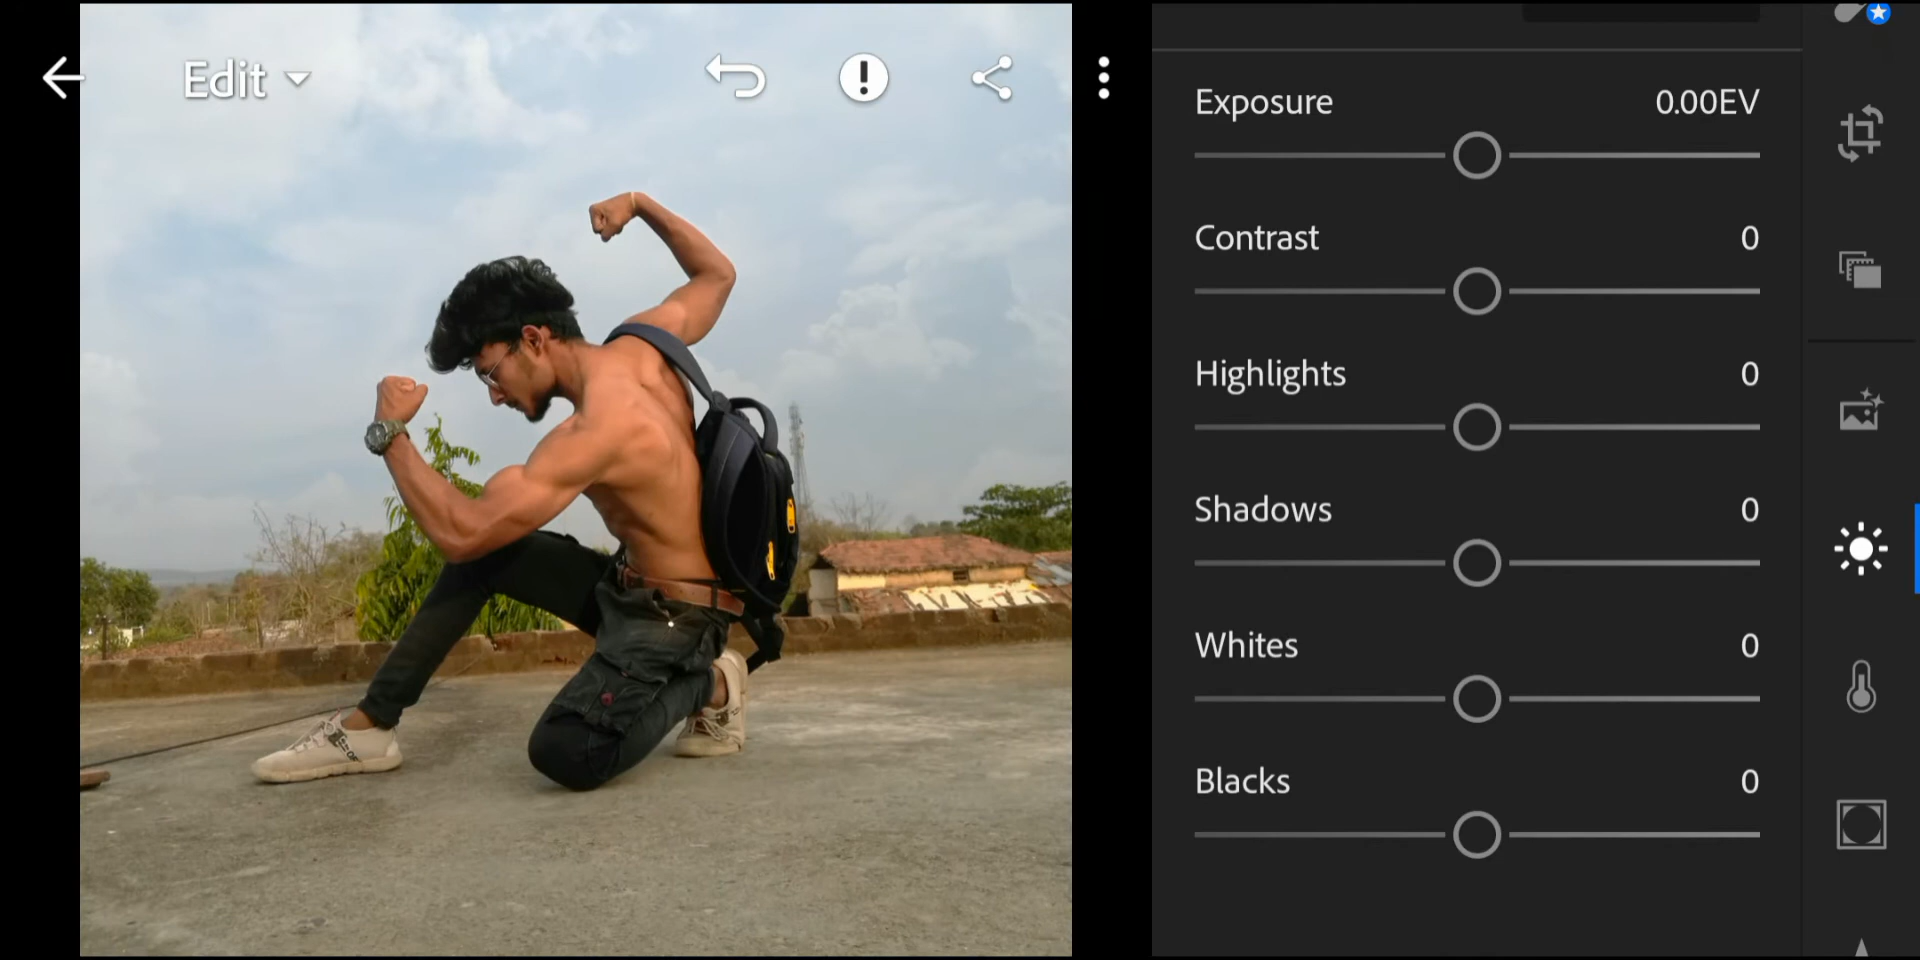 Edit
Exposure 0.00EV
Contrast 0
Highlights 0
Shadows 0
Whites 0
Blacks 0